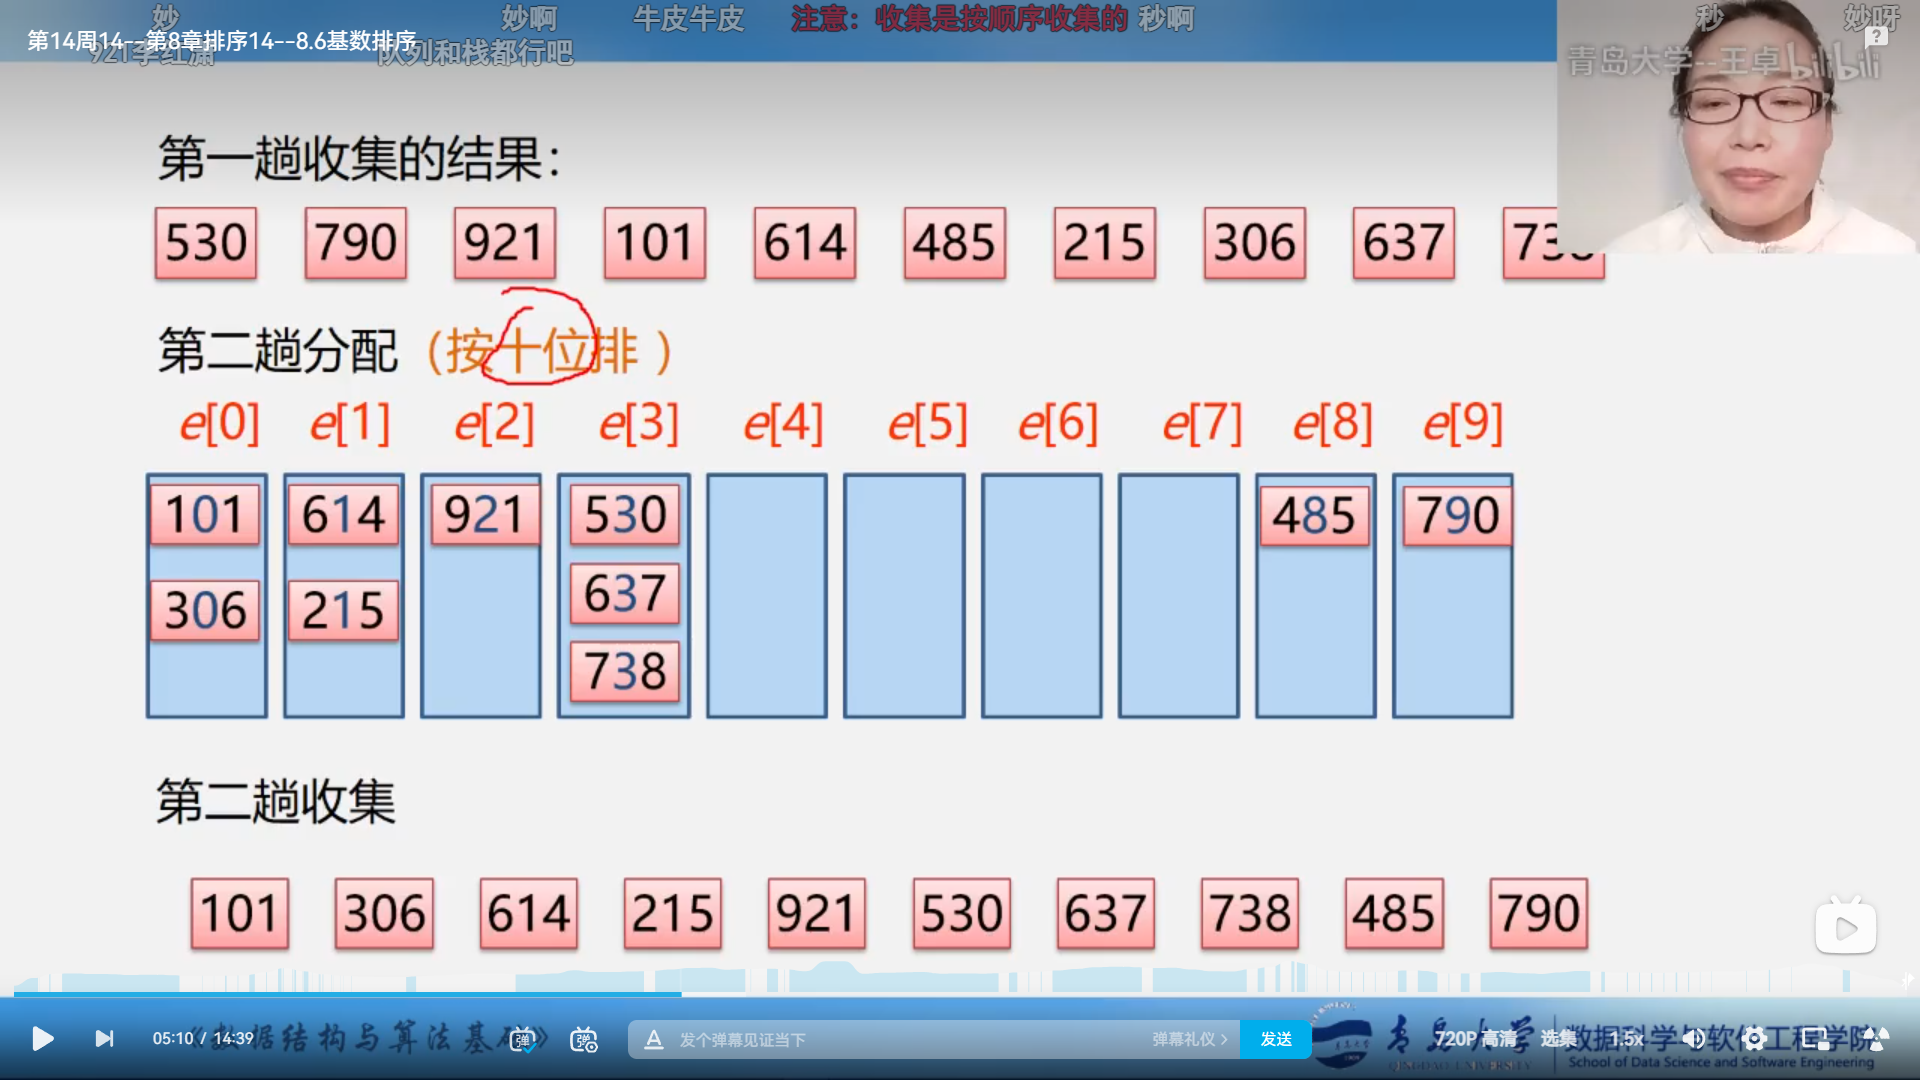 妙 妙啊 牛皮牛皮 注意：收集是按顺序收集的 秒啊 秒 妙呀
第14周14--第8章排序14--8.6基数排序
921李红潇 队列和栈都行吧
青岛大学--王卓 bilibili
第一趟收集的结果：
530 790 921 101 614 485 215 306 637 738
第二趟分配（按十位排）
e[0] e[1] e[2] e[3] e[4] e[5] e[6] e[7] e[8] e[9]
101 614 921 530 485 790
306 215 637
738
第二趟收集
101 306 614 215 921 530 637 738 485 790
05:10 / 14:39 《数据结构与算法基础》 弹 弹 A 发个弹幕见证当下 弹幕礼仪 > 发送 青岛大学 720P 高清 选集 数据科学与软件工程学院 1.5x
QINGDAO UNIVERSITY School of Data Science and Software Engineering